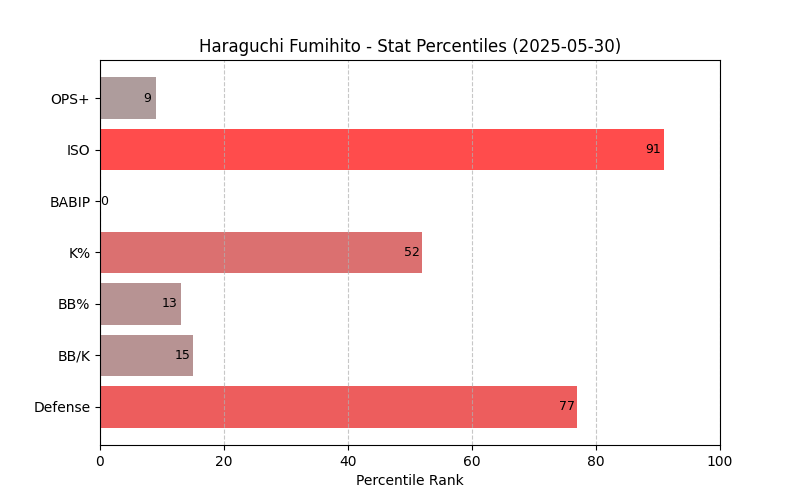 Haraguchi Fumihito - Stat Percentiles (2025-05-30)
OPS+ 9
ISO 91
BABIP 0
K% 52
BB% 13
BB/K 15
Defense 77
0 20 40 60 80 100
Percentile Rank